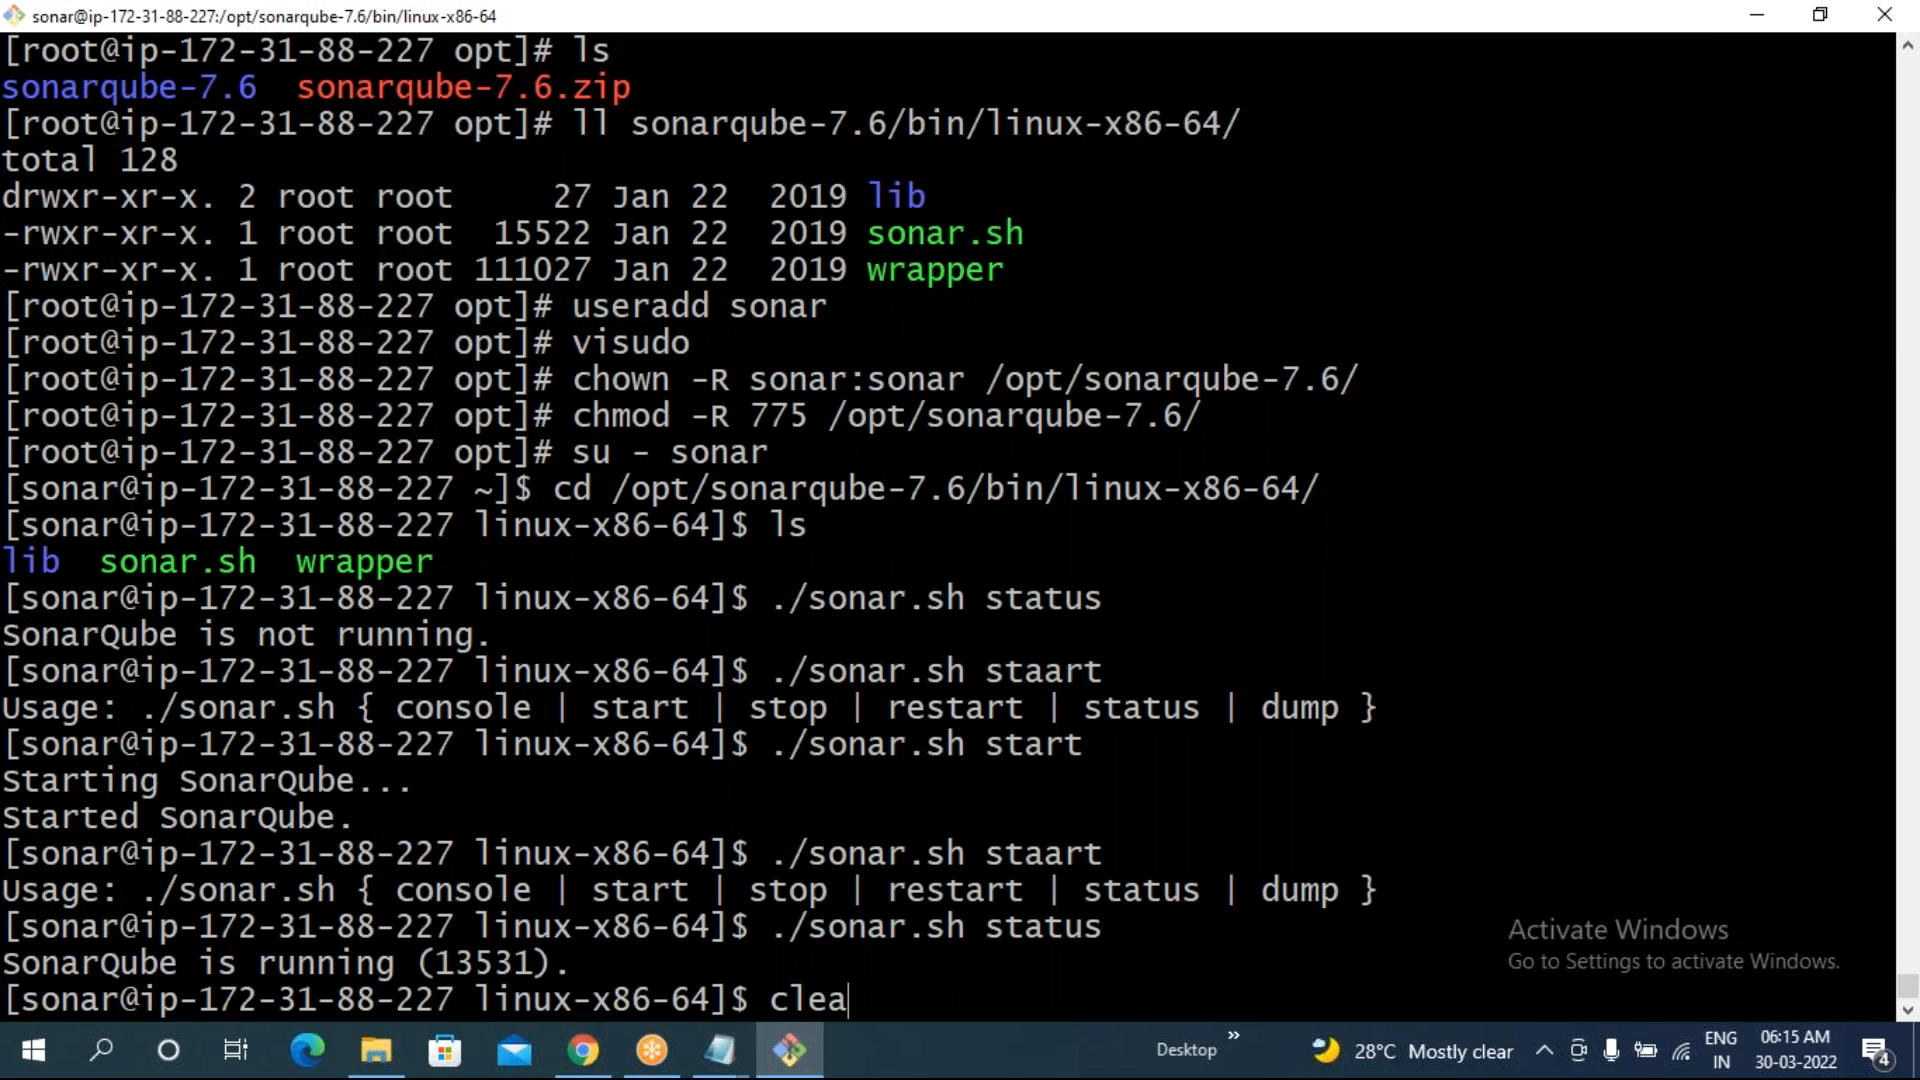 sonar@ip-172-31-88-227:/opt/sonarqube-7.6/bin/linux-x86-64
[root@ip-172-31-88-227 opt]# ls
sonarqube-7.6  sonarqube-7.6.zip
[root@ip-172-31-88-227 opt]# ll sonarqube-7.6/bin/linux-x86-64/
total 128
drwxr-xr-x. 2 root root     27 Jan 22  2019 lib
-rwxr-xr-x. 1 root root  15522 Jan 22  2019 sonar.sh
-rwxr-xr-x. 1 root root 111027 Jan 22  2019 wrapper
[root@ip-172-31-88-227 opt]# useradd sonar
[root@ip-172-31-88-227 opt]# visudo
[root@ip-172-31-88-227 opt]# chown -R sonar:sonar /opt/sonarqube-7.6/
[root@ip-172-31-88-227 opt]# chmod -R 775 /opt/sonarqube-7.6/
[root@ip-172-31-88-227 opt]# su - sonar
[sonar@ip-172-31-88-227 ~]$ cd /opt/sonarqube-7.6/bin/linux-x86-64/
[sonar@ip-172-31-88-227 linux-x86-64]$ ls
lib  sonar.sh  wrapper
[sonar@ip-172-31-88-227 linux-x86-64]$ ./sonar.sh status
SonarQube is not running.
[sonar@ip-172-31-88-227 linux-x86-64]$ ./sonar.sh staart
Usage: ./sonar.sh { console | start | stop | restart | status | dump }
[sonar@ip-172-31-88-227 linux-x86-64]$ ./sonar.sh start
Starting SonarQube...
Started SonarQube.
[sonar@ip-172-31-88-227 linux-x86-64]$ ./sonar.sh staart
Usage: ./sonar.sh { console | start | stop | restart | status | dump }
[sonar@ip-172-31-88-227 linux-x86-64]$ ./sonar.sh status
SonarQube is running (13531).
[sonar@ip-172-31-88-227 linux-x86-64]$ clea
Activate Windows
Go to Settings to activate Windows.
Desktop
28°C Mostly clear
ENG
IN
06:15 AM
30-03-2022
4